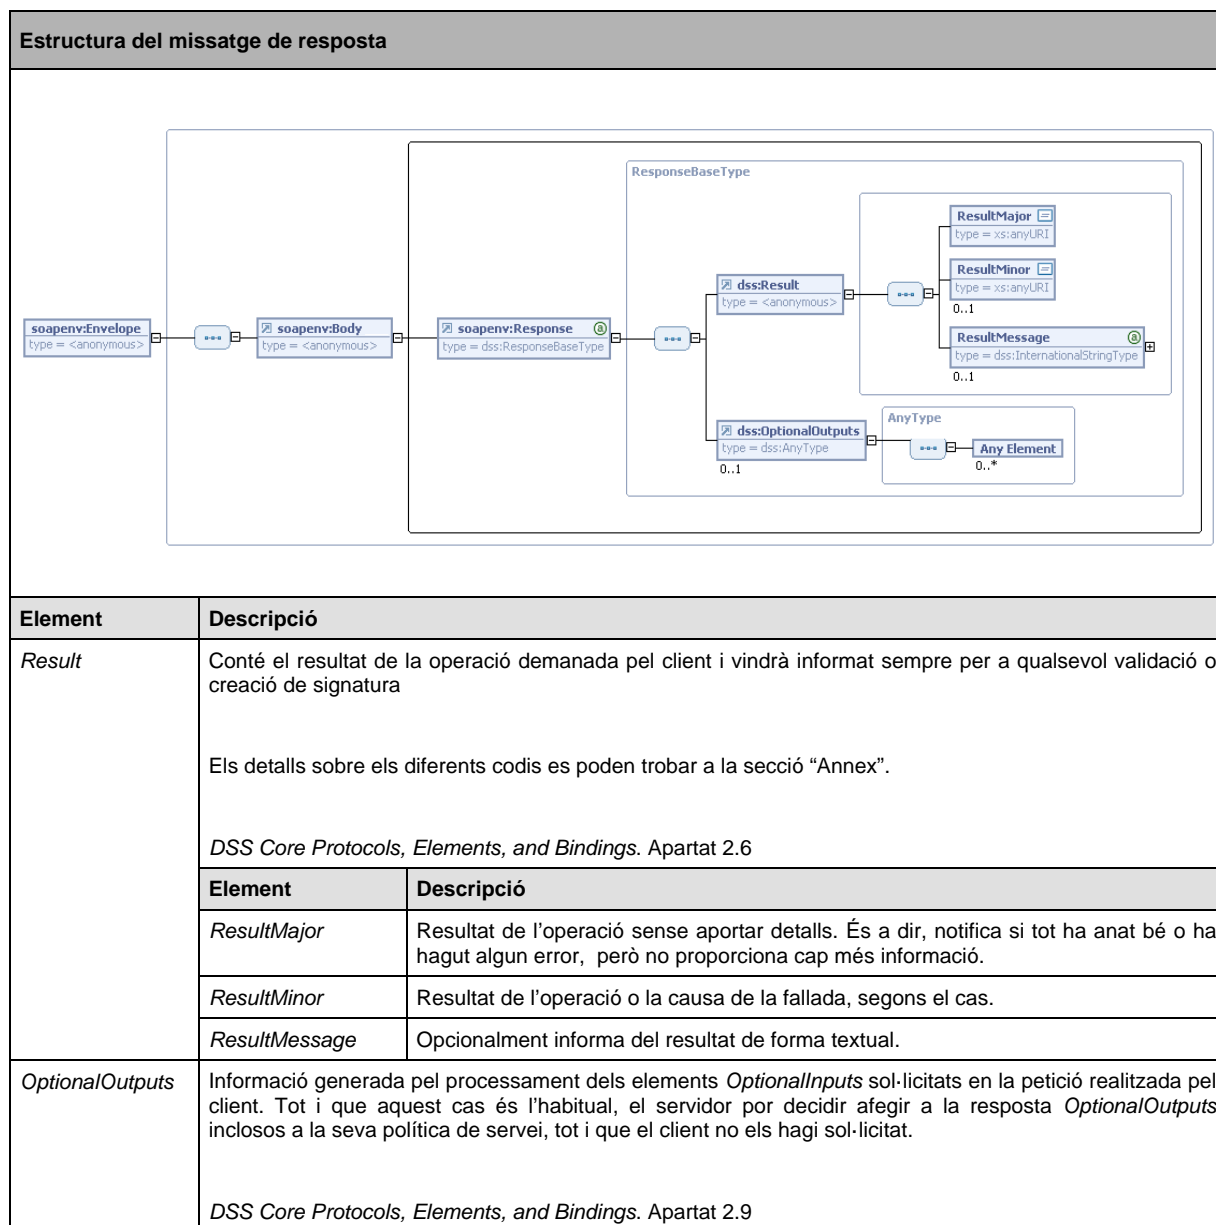 Estructura del missatge de resposta
ResponseBaseType
ResultMajor
type = xs:anyURI
ResultMinor
type = xs:anyURI
0..1
dss:Result
type = <anonymous>
soapenv:Envelope
type = <anonymous>
soapenv:Body
type = <anonymous>
soapenv:Response
type = dss:ResponseBaseType
ResultMessage
type = dss:InternationalStringType
0..1
AnyType
dss:OptionalOutputs
type = dss:AnyType
0..1
Any Element
0..*
Element Descripció
Result Conté el resultat de la operació demanada pel client i vindrà informat sempre per a qualsevol validació o
creació de signatura
Els detalls sobre els diferents codis es poden trobar a la secció “Annex”.
DSS Core Protocols, Elements, and Bindings. Apartat 2.6
Element Descripció
ResultMajor Resultat de l’operació sense aportar detalls. És a dir, notifica si tot ha anat bé o ha
hagut algun error, però no proporciona cap més informació.
ResultMinor Resultat de l’operació o la causa de la fallada, segons el cas.
ResultMessage Opcionalment informa del resultat de forma textual.
OptionalOutputs Informació generada pel processament dels elements OptionalInputs sol·licitats en la petició realitzada pel
client. Tot i que aquest cas és l’habitual, el servidor por decidir afegir a la resposta OptionalOutputs
inclosos a la seva política de servei, tot i que el client no els hagi sol·licitat.
DSS Core Protocols, Elements, and Bindings. Apartat 2.9